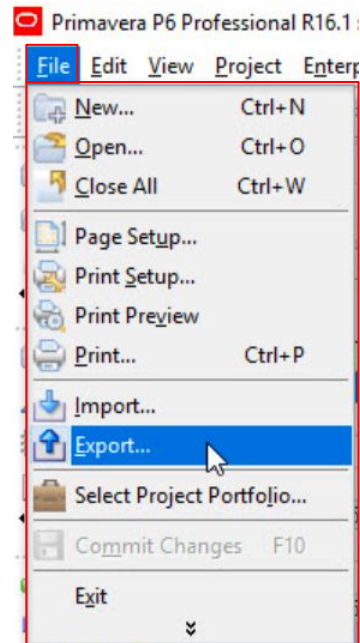 Primavera P6 Professional R16.1 :
File Edit View Project Enterp
New... Ctrl+N
Open... Ctrl+O
Close All Ctrl+W
Page Setup...
Print Setup...
Print Preview
Print... Ctrl+P
Import...
Export...
Select Project Portfolio...
Commit Changes F10
Exit